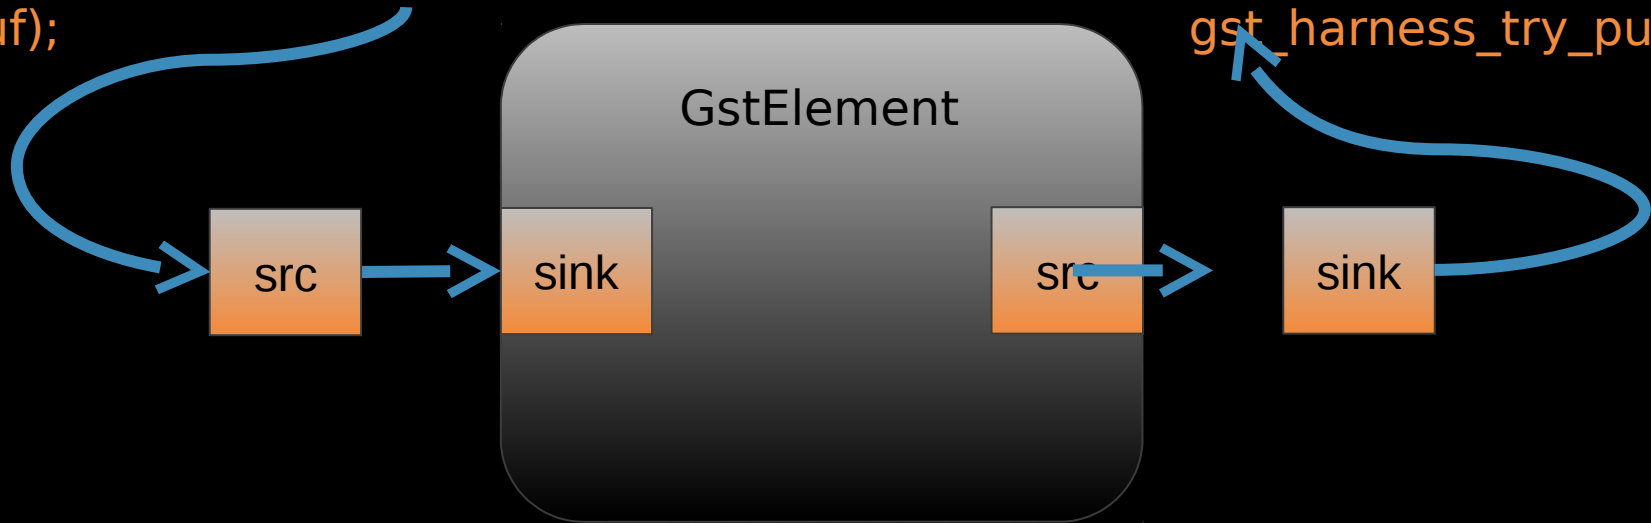 uf);
gst_harness_try_pu
GstElement
src
sink
src
sink